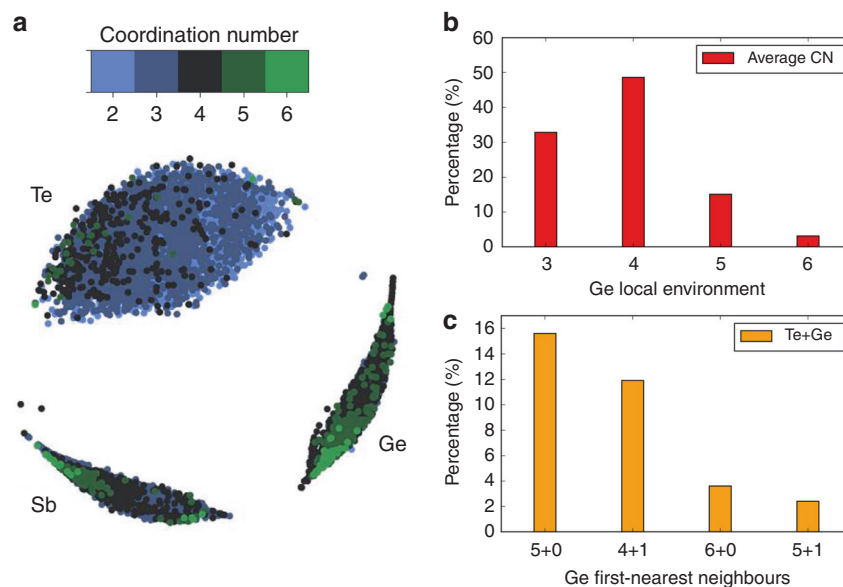 a
Coordination number
2 3 4 5 6
Te
Ge
Sb
b
60
50
40
30
20
10
0
Percentage (%)
Average CN
3 4 5 6
Ge local environment
c
16
14
12
10
8
6
4
2
0
Percentage (%)
Te+Ge
5+0 4+1 6+0 5+1
Ge first-nearest neighbours